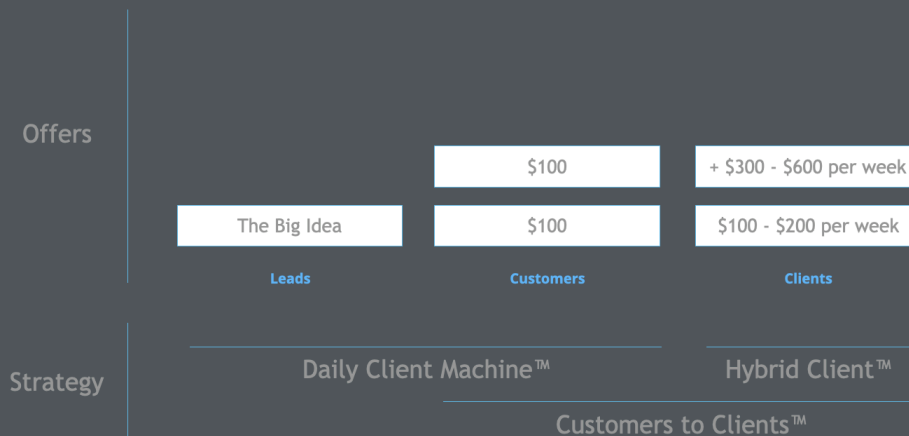 Offers
$100
+ $300 - $600 per week
The Big Idea
$100
$100 - $200 per week
Leads
Customers
Clients
Strategy
Daily Client Machine™
Hybrid Client™
Customers to Clients™